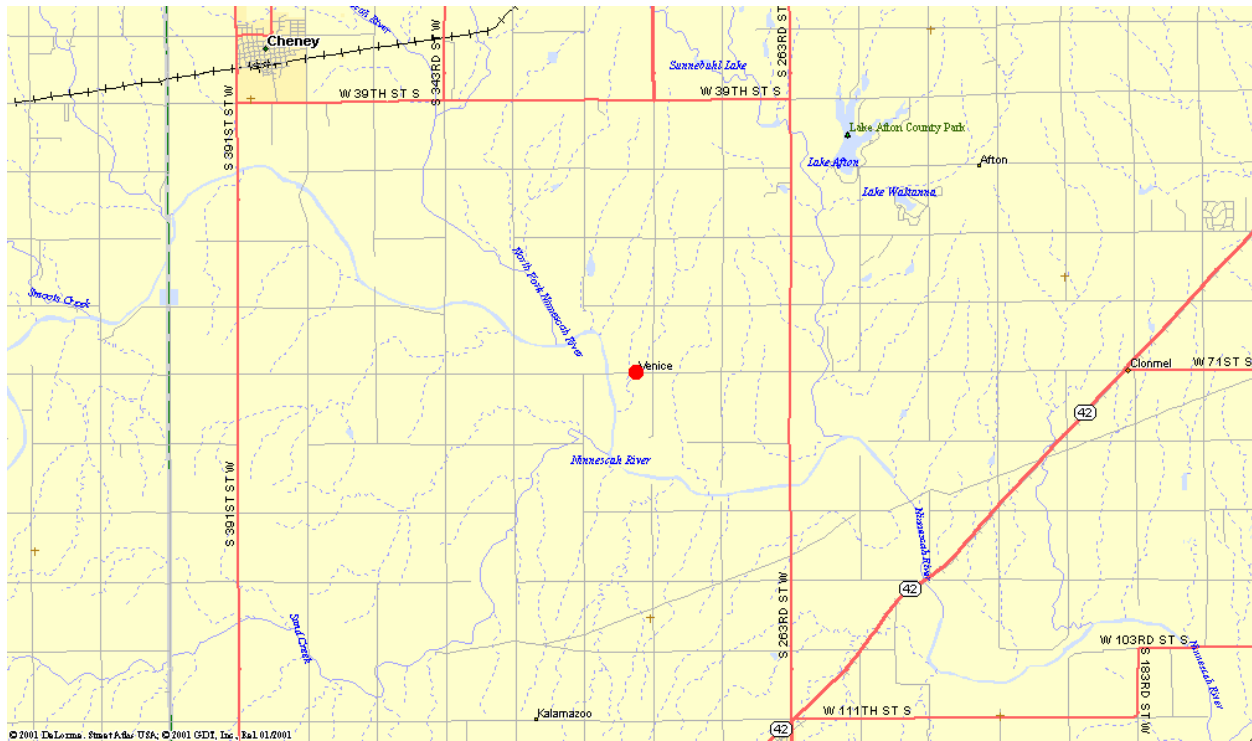 Cheney
S 343RD ST W
S 263RD ST W
Sunnebuhl Lake
W 39TH ST S
W 39TH ST S
S 391ST ST W
Lake Afton County Park
Lake Afton
Afton
Lake Waltanna
North Fork Ninnescah River
Smoots Creek
Venice
Clonmel
W 71ST S
42
Ninnescah River
S 391ST ST W
Ninnescah River
42
S 263RD ST W
Sand Creek
W 103RD ST S
S 183RD ST W
Ninnescah River
Kalamazoo
W 111TH ST S
42
© 2001 DeLorme. Street Atlas USA; © 2001 GDT, Inc., Rel. 01/2001